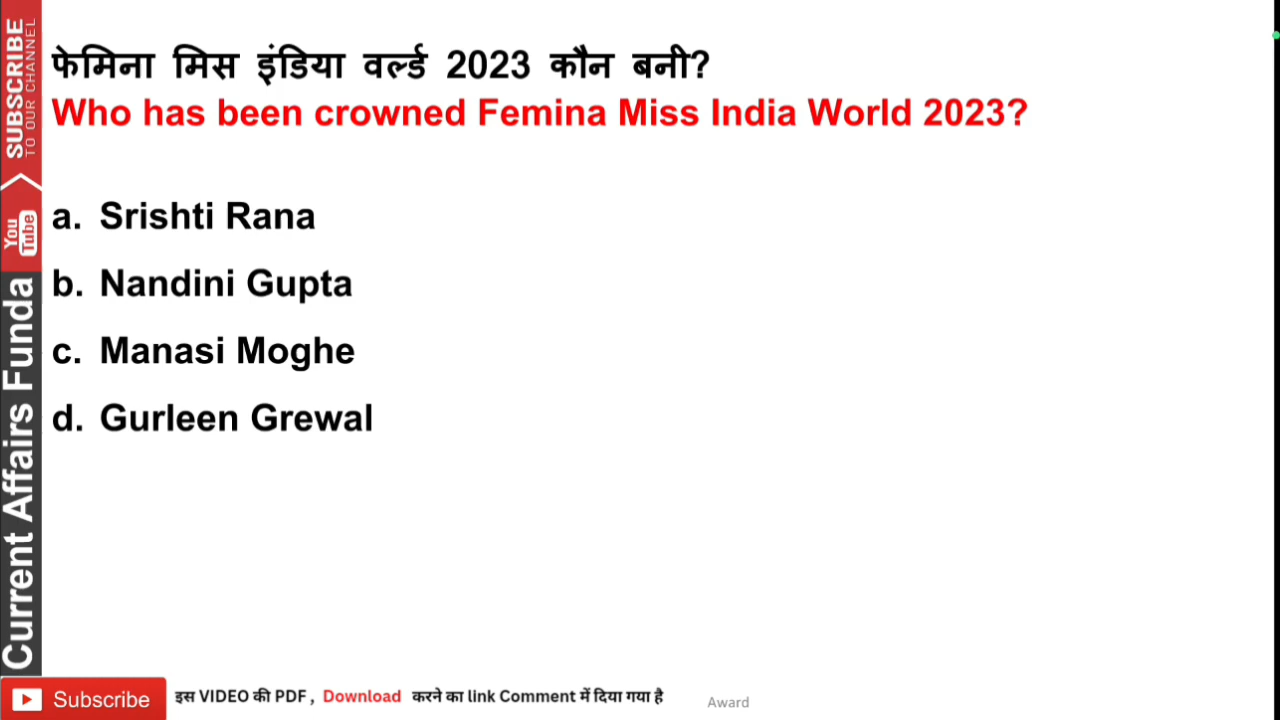 फेमिना मिस इंडिया वर्ल्ड 2023 कौन बनी?
Who has been crowned Femina Miss India World 2023?
a. Srishti Rana
b. Nandini Gupta
c. Manasi Moghe
d. Gurleen Grewal
SUBSCRIBE
TO OUR CHANNEL
You
Tube
Current Affairs Funda
Subscribe
इस VIDEO की PDF , Download करने का link Comment में दिया गया है
Award